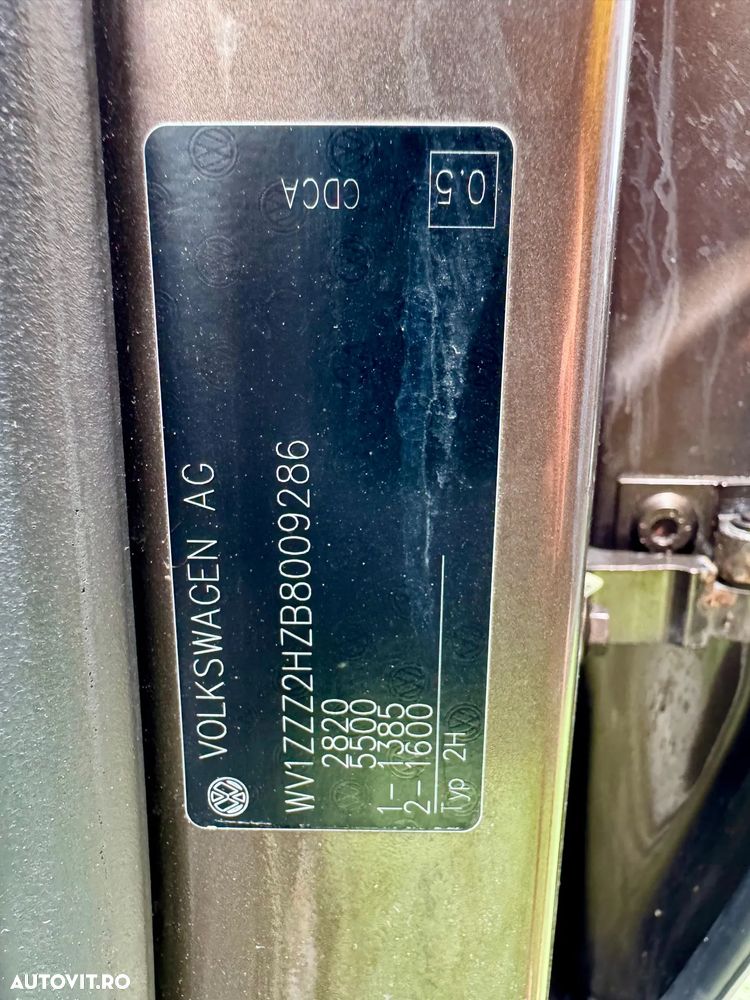 VOLKSWAGEN AG
WV1ZZZ2HZB8009286
2820
5500
1- 1385
2- 1600
Typ 2H
CDCA
0.5
AUTOVIT.RO